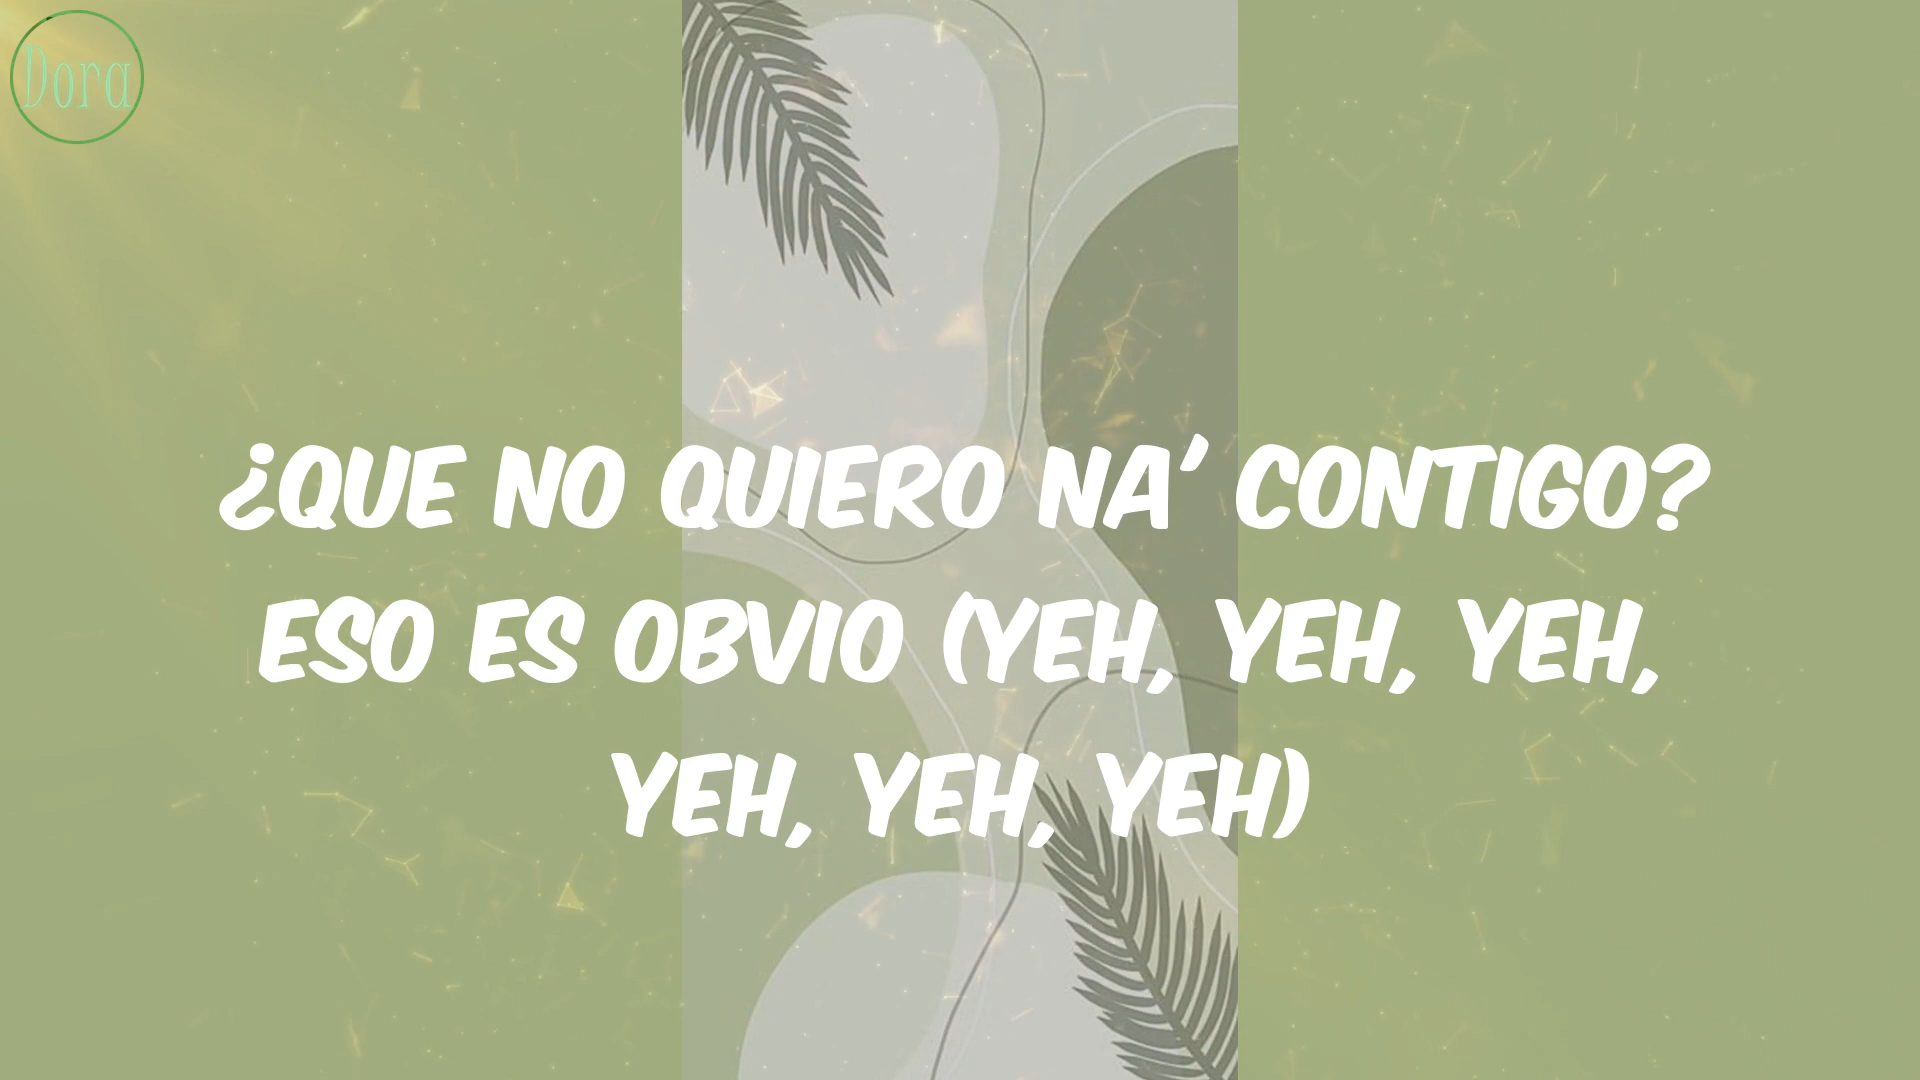 Dora
¿QUE NO QUIERO NA' CONTIGO?
ESO ES OBVIO (YEH, YEH, YEH,
YEH, YEH, YEH)